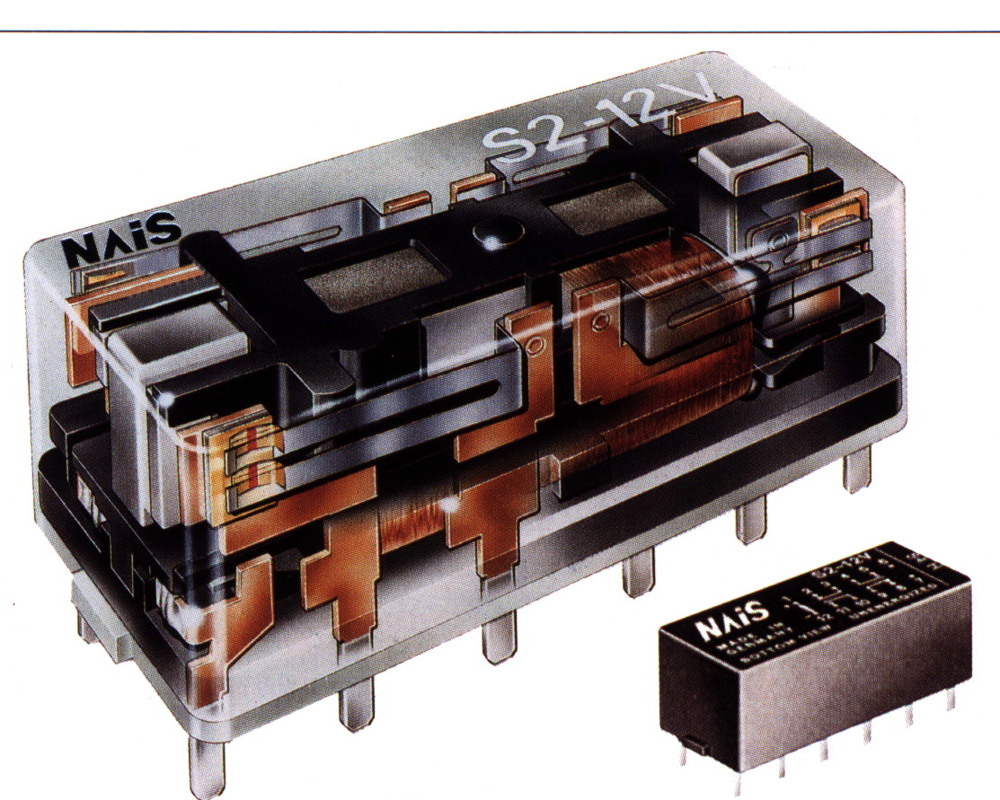 S2-12V
NAiS
NAiS
S2-12V
MADE IN
GERMANY
BOTTOM VIEW